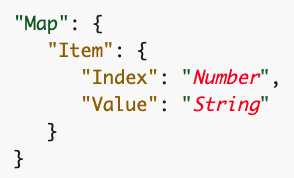 "Map": {
   "Item": {
      "Index": "Number",
      "Value": "String"
   }
}